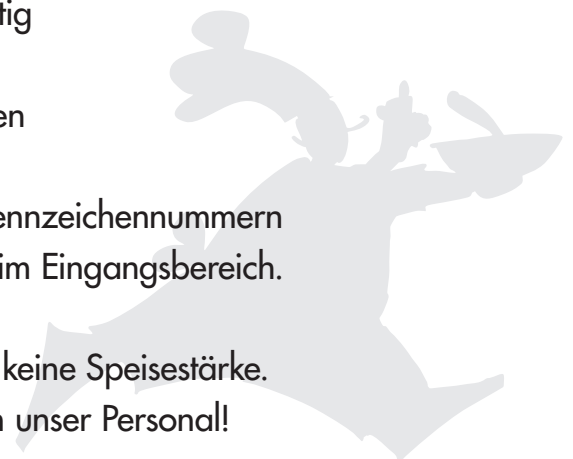 tig
en
ennzeichennummern
im Eingangsbereich.
keine Speisestärke.
n unser Personal!